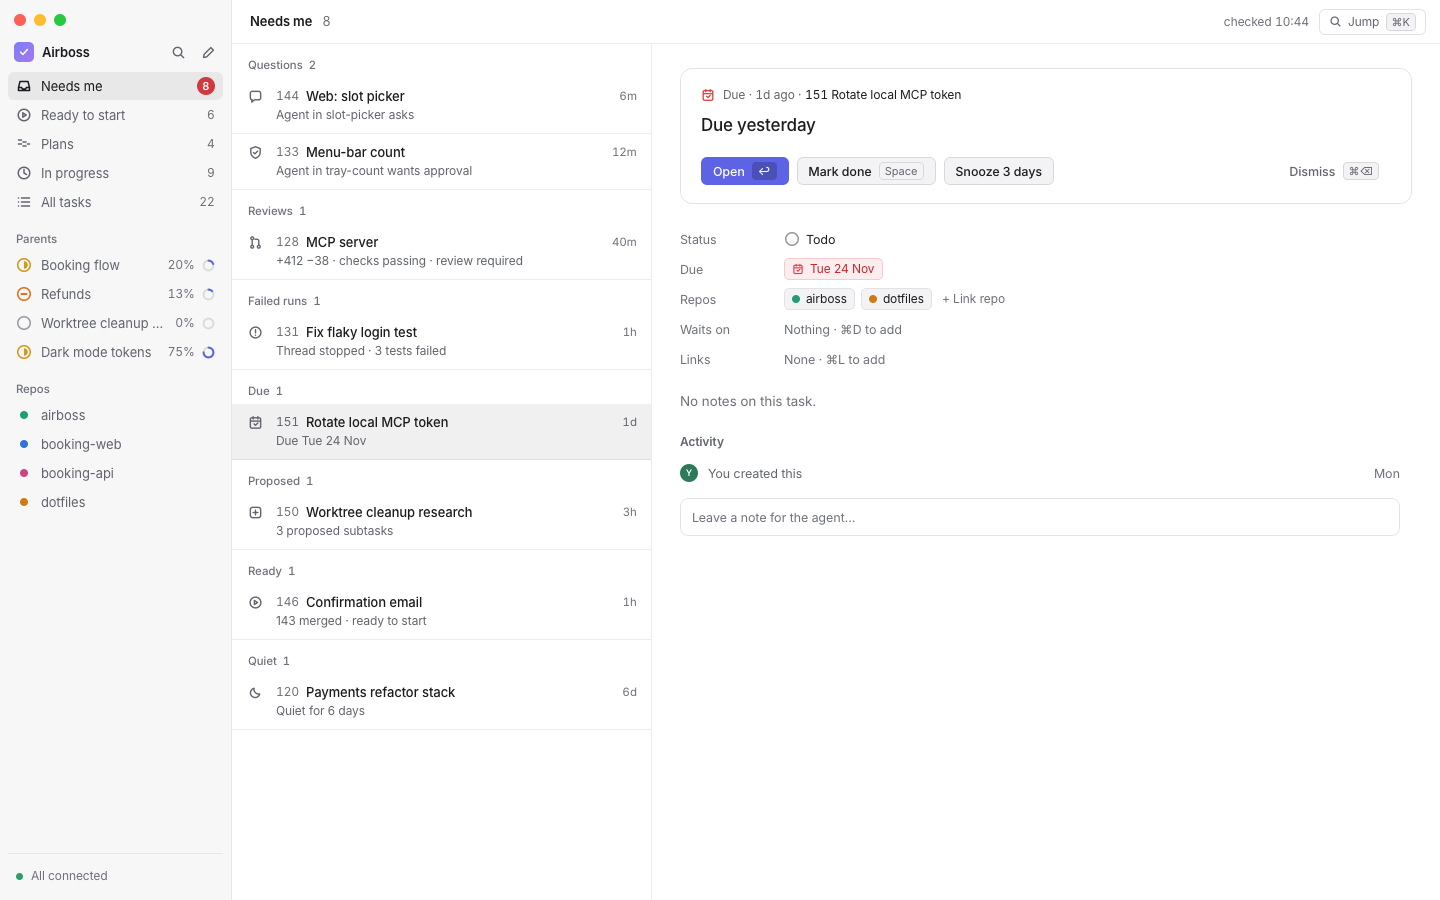 Airboss
Needs me 8
Ready to start 6
Plans 4
In progress 9
All tasks 22
Parents
Booking flow 20%
Refunds 13%
Worktree cleanup ... 0%
Dark mode tokens 75%
Repos
airboss
booking-web
booking-api
dotfiles
All connected
Needs me 8
checked 10:44
Jump ⌘K
Questions 2
144 Web: slot picker 6m
Agent in slot-picker asks
133 Menu-bar count 12m
Agent in tray-count wants approval
Reviews 1
128 MCP server 40m
+412 −38 · checks passing · review required
Failed runs 1
131 Fix flaky login test 1h
Thread stopped · 3 tests failed
Due 1
151 Rotate local MCP token 1d
Due Tue 24 Nov
Proposed 1
150 Worktree cleanup research 3h
3 proposed subtasks
Ready 1
146 Confirmation email 1h
143 merged · ready to start
Quiet 1
120 Payments refactor stack 6d
Quiet for 6 days
Due · 1d ago · 151 Rotate local MCP token
Due yesterday
Open ↩ Mark done Space Snooze 3 days Dismiss ⌘⌫
Status Todo
Due Tue 24 Nov
Repos airboss dotfiles + Link repo
Waits on Nothing · ⌘D to add
Links None · ⌘L to add
No notes on this task.
Activity
Y You created this Mon
Leave a note for the agent...